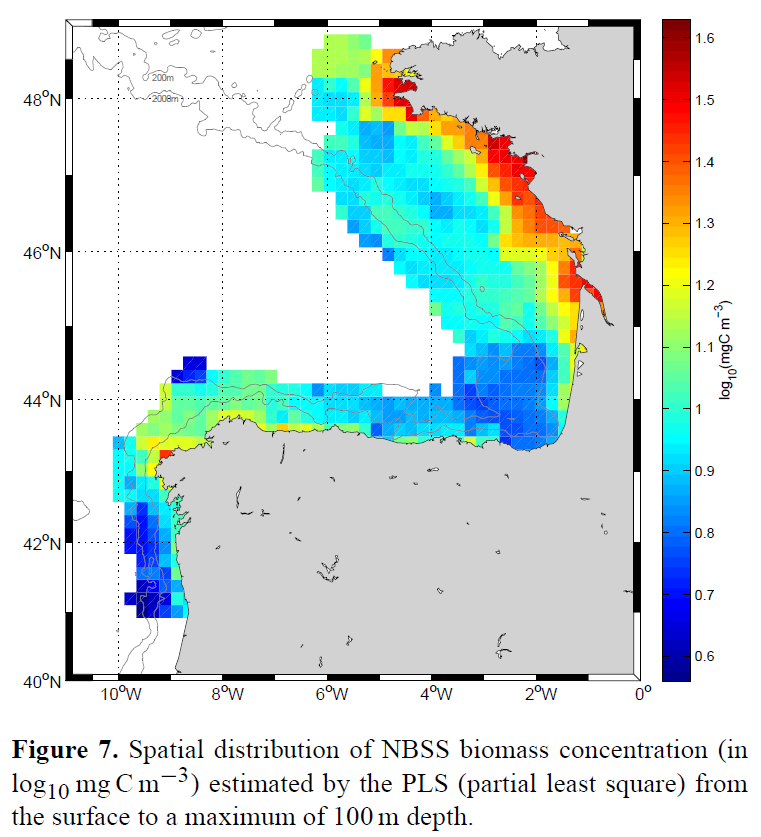 1.6
1.5
1.4
1.3
1.2
1.11
1
0.9
0.8
0.7
0.6
log10(mgC m−3)
48°N
46°N
44°N
42°N
40°N
200m
2000m
10°W
8°W
6°W
4°W
2°W
0°
Figure 7. Spatial distribution of NBSS biomass concentration (in
log10 mg C m−3) estimated by the PLS (partial least square) from
the surface to a maximum of 100 m depth.